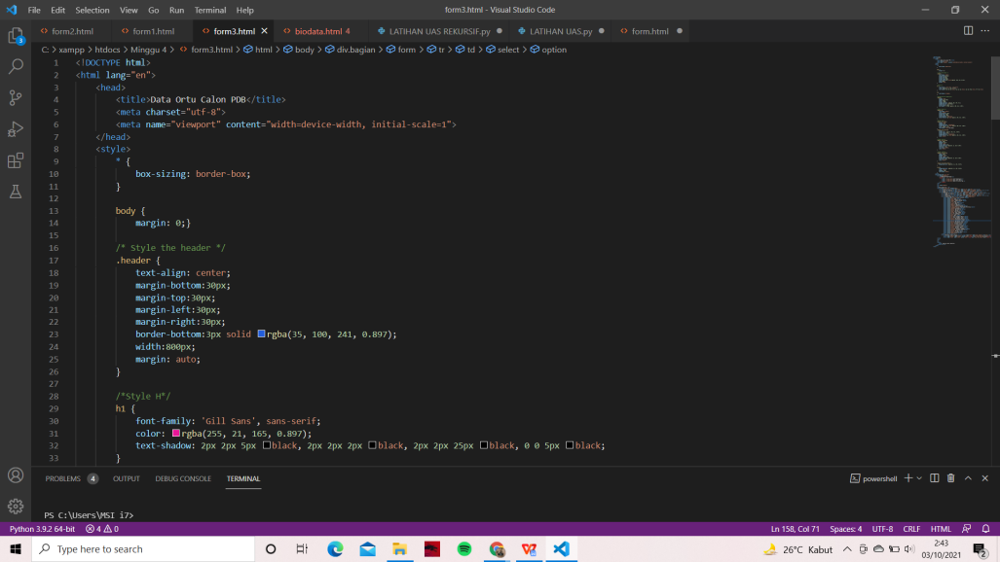 File Edit Selection View Go Run Terminal Help form3.html - Visual Studio Code
form2.html form1.html form3.html biodata.html 4 LATIHAN UAS REKURSIF.py LATIHAN UAS.py form.html
C: > xampp > htdocs > Minggu 4 > form3.html > html > body > div.bagian > form > tr > td > select > option
1 <!DOCTYPE html>
2 <html lang="en">
3 <head>
4 <title>Data Ortu Calon PDB</title>
5 <meta charset="utf-8">
6 <meta name="viewport" content="width=device-width, initial-scale=1">
7 </head>
8 <style>
9 * {
10 box-sizing: border-box;
11 }
12
13 body {
14 margin: 0;}
15
16 /* Style the header */
17 .header {
18 text-align: center;
19 margin-bottom:30px;
20 margin-top:30px;
21 margin-left:30px;
22 margin-right:30px;
23 border-bottom:3px solid rgba(35, 100, 241, 0.897);
24 width:800px;
25 margin: auto;
26 }
27
28 /*Style H*/
29 h1 {
30 font-family: 'Gill Sans', sans-serif;
31 color: rgba(255, 21, 165, 0.897);
32 text-shadow: 2px 2px 5px black, 2px 2px 2px black, 2px 2px 25px black, 0 0 5px black;
33 }
3
PROBLEMS 4 OUTPUT DEBUG CONSOLE TERMINAL powershell
PS C:\Users\MSI i7>
Python 3.9.2 64-bit 4 0 Ln 158, Col 71 Spaces: 4 UTF-8 CRLF HTML
Type here to search 26°C Kabut 2:43
03/10/2021 2